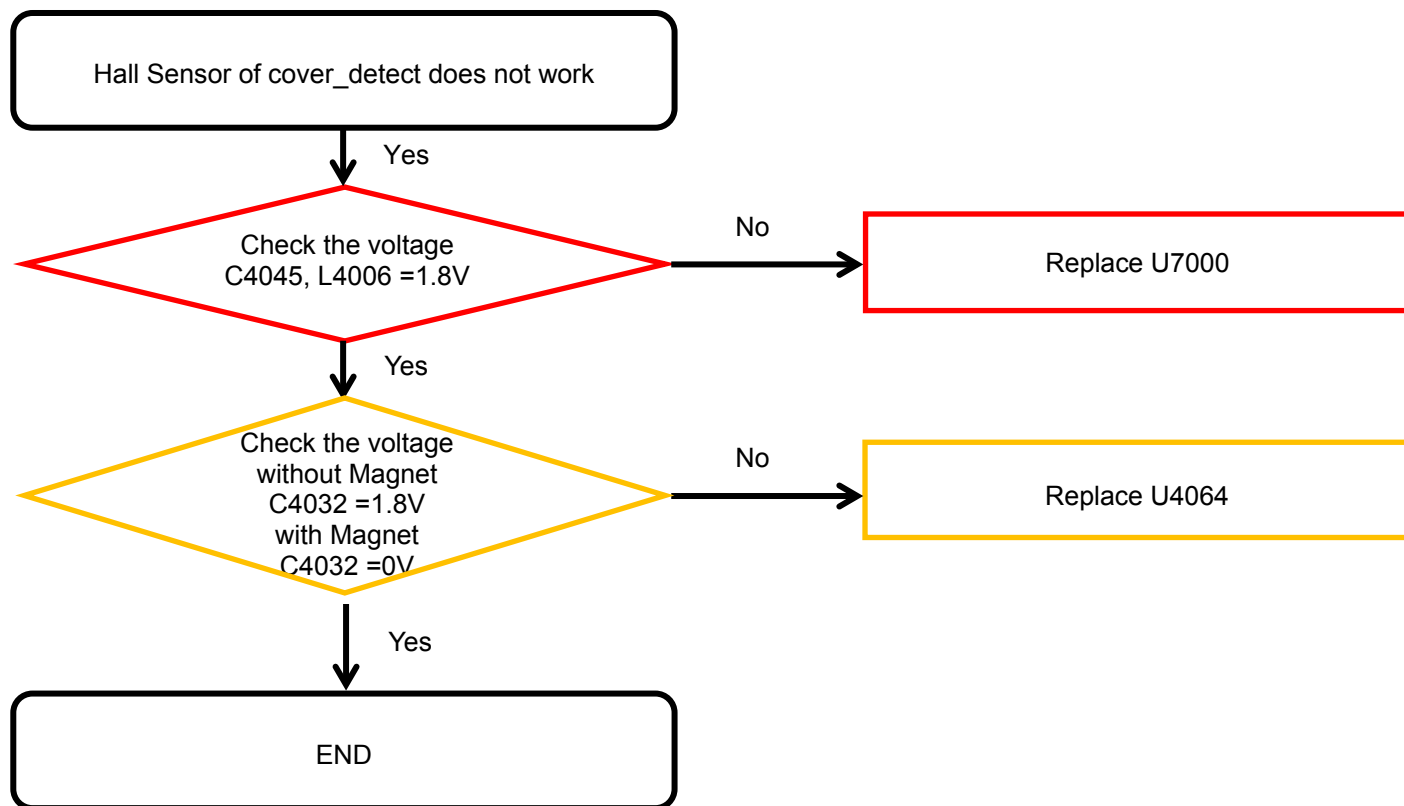 Hall Sensor of cover_detect does not work
Yes
Check the voltage
C4045, L4006 =1.8V
No
Replace U7000
Yes
Check the voltage
without Magnet
C4032 =1.8V
with Magnet
C4032 =0V
No
Replace U4064
Yes
END